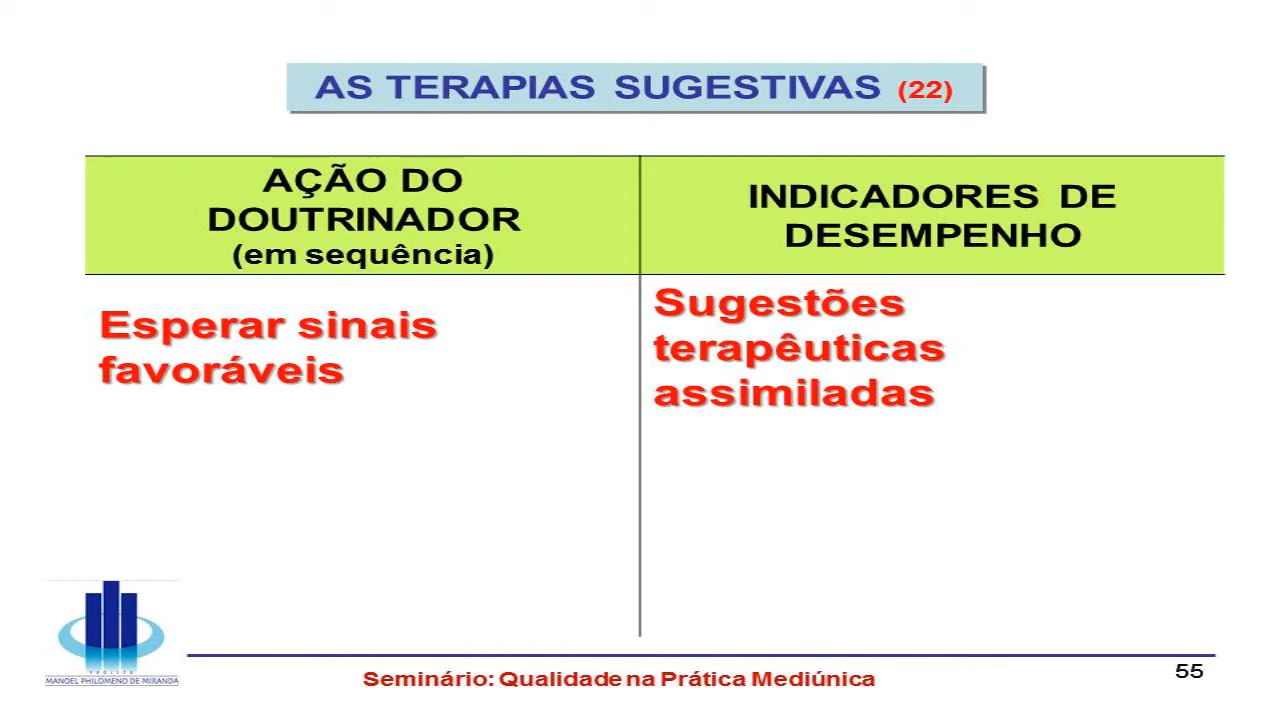 AS TERAPIAS SUGESTIVAS (22)
AÇÃO DO
DOUTRINADOR
(em sequência)
INDICADORES DE
DESEMPENHO
Esperar sinais
favoráveis
Sugestões
terapêuticas
assimiladas
PROJETO
MANOEL PHILOMENO DE MIRANDA
Seminário: Qualidade na Prática Mediúnica
55